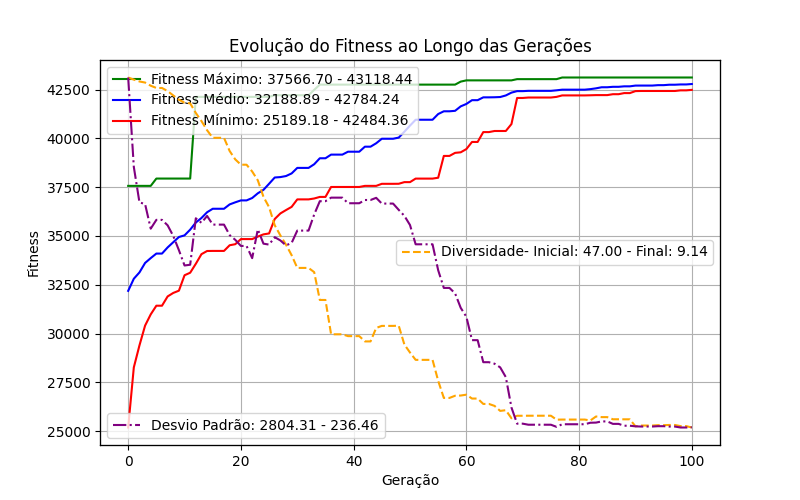 Evolução do Fitness ao Longo das Gerações
Fitness Máximo: 37566.70 - 43118.44
Fitness Médio: 32188.89 - 42784.24
Fitness Mínimo: 25189.18 - 42484.36
Diversidade- Inicial: 47.00 - Final: 9.14
Desvio Padrão: 2804.31 - 236.46
Fitness
42500
40000
37500
35000
32500
30000
27500
25000
0 20 40 60 80 100
Geração